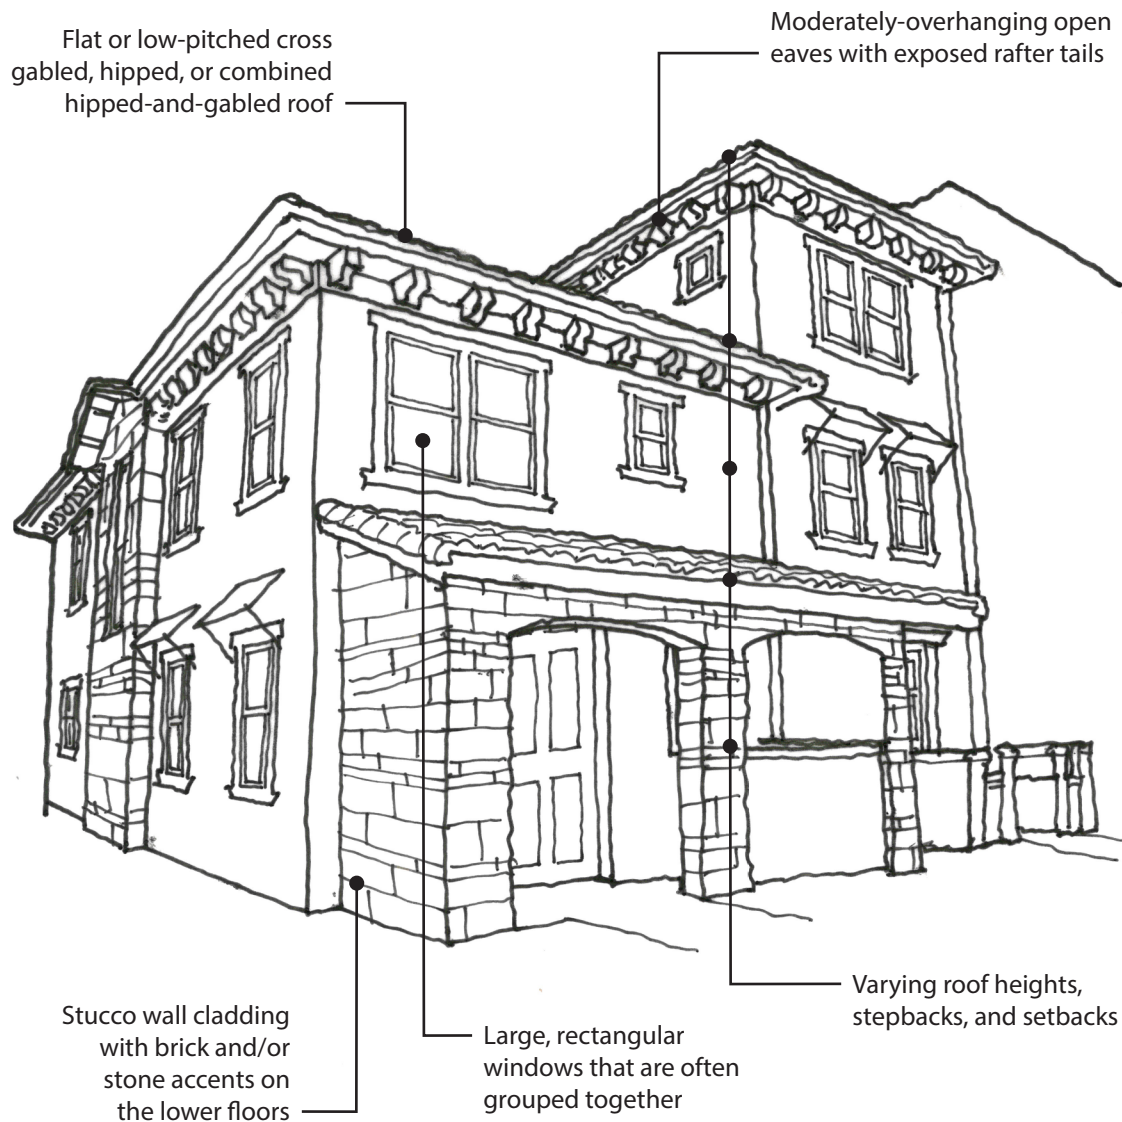 Flat or low-pitched cross
gabled, hipped, or combined
hipped-and-gabled roof
Moderately-overhanging open
eaves with exposed rafter tails
Varying roof heights,
stepbacks, and setbacks
Stucco wall cladding
with brick and/or
stone accents on
the lower floors
Large, rectangular
windows that are often
grouped together